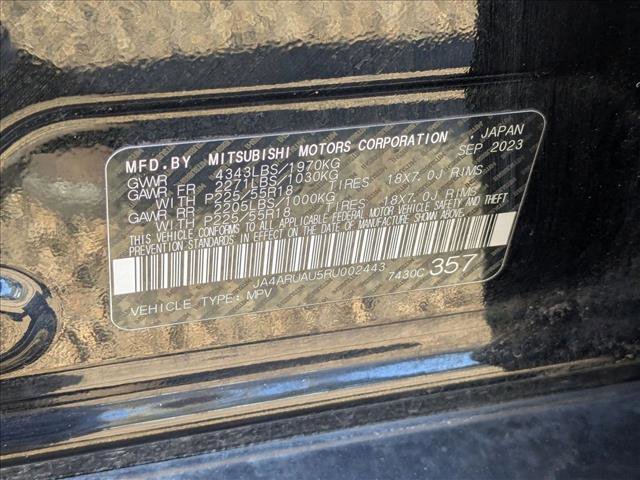 MFD.BY MITSUBISHI MOTORS CORPORATION , JAPAN
GVWR 4343LBS/1970KG SEP 2023
GAWR FR 2271LBS/1030KG
WITH P225/55R18 TIRES 18X7.0J RIMS
GAWR RR 2205LBS/1000KG
WITH P225/55R18 TIRES 18X7.0J RIMS
THIS VEHICLE CONFORMS TO ALL APPLICABLE FEDERAL MOTOR VEHICLE SAFETY AND THEFT
PREVENTION STANDARDS IN EFFECT ON THE DATE OF MANUFACTURE SHOWN ABOVE.
JA4ARUAU5RU002443
VEHICLE TYPE: MPV 7430C 357